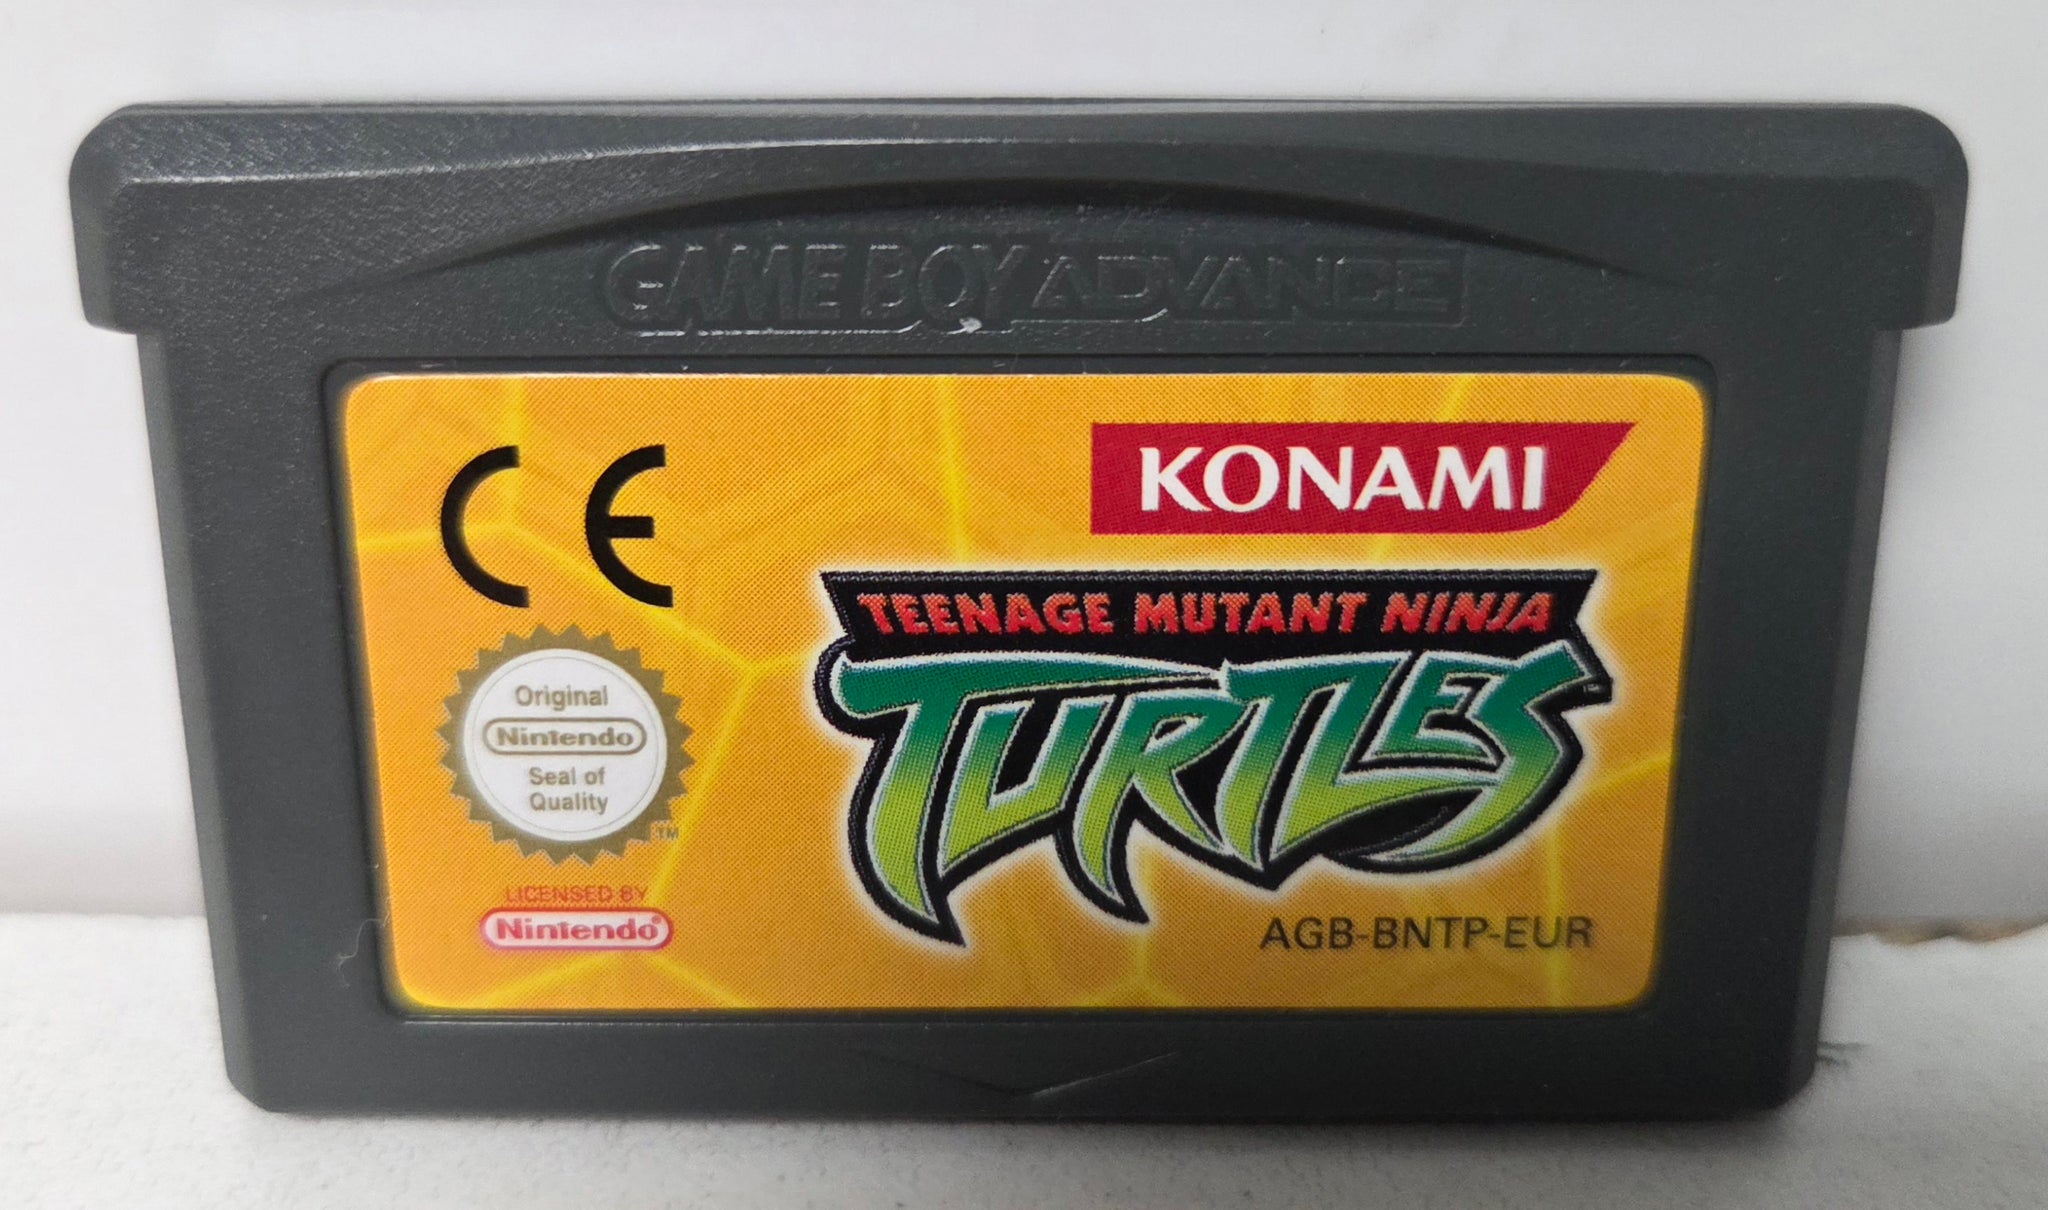 GAME BOY ADVANCE
CE
KONAMI
TEENAGE MUTANT NINJA
TURTLES
Original
Nintendo
Seal of
Quality
TM
LICENSED BY
Nintendo®
AGB-BNTP-EUR